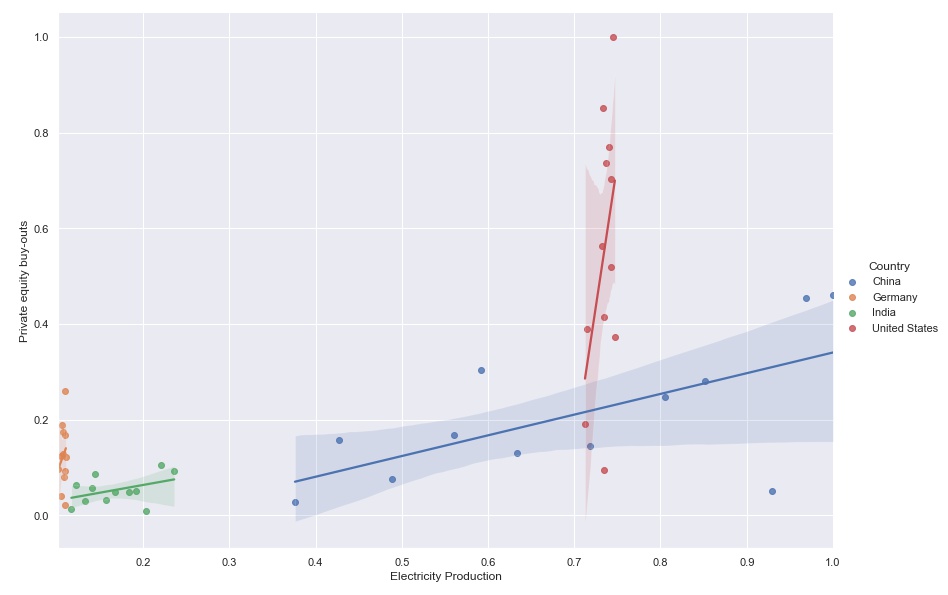 1.0
0.8
0.6
0.4
0.2
0.0
Private equity buy-outs
0.2 0.3 0.4 0.5 0.6 0.7 0.8 0.9 1.0
Electricity Production
Country
China
Germany
India
United States